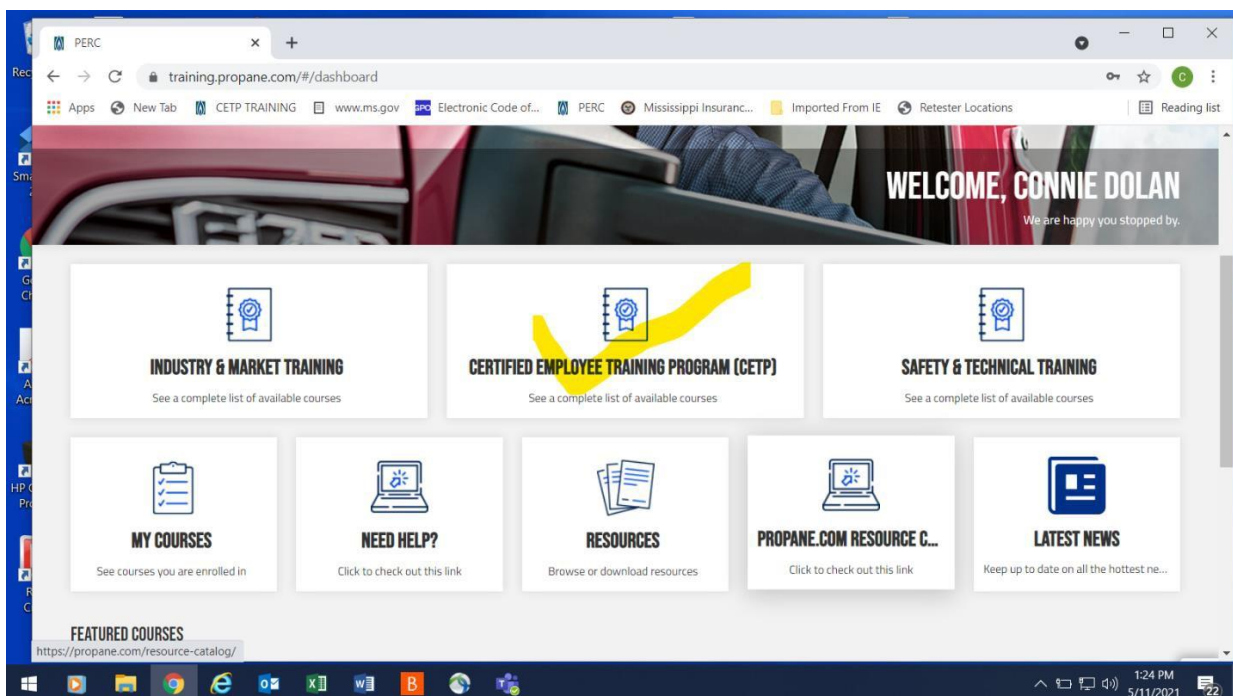 PERC
training.propane.com/#/dashboard
C
Apps
New Tab
CETP TRAINING
www.ms.gov
GPO
Electronic Code of...
PERC
Mississippi Insuranc...
Imported From IE
Retester Locations
Reading list
WELCOME, CONNIE DOLAN
We are happy you stopped by.
INDUSTRY & MARKET TRAINING
See a complete list of available courses
CERTIFIED EMPLOYEE TRAINING PROGRAM (CETP)
See a complete list of available courses
SAFETY & TECHNICAL TRAINING
See a complete list of available courses
MY COURSES
See courses you are enrolled in
NEED HELP?
Click to check out this link
RESOURCES
Browse or download resources
PROPANE.COM RESOURCE C...
Click to check out this link
LATEST NEWS
Keep up to date on all the hottest ne...
FEATURED COURSES
https://propane.com/resource-catalog/
1:24 PM
5/11/2021
22